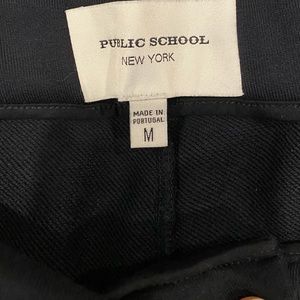 PUBLIC SCHOOL
NEW YORK
MADE IN
PORTUGAL
M